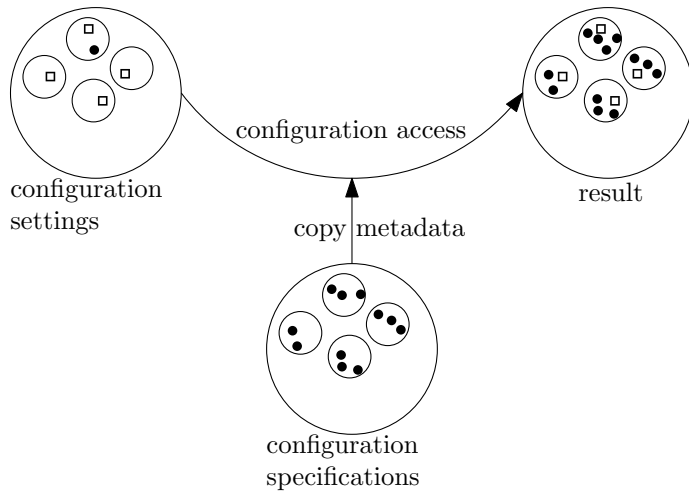 configuration access
configuration
settings
result
copy metadata
configuration
specifications